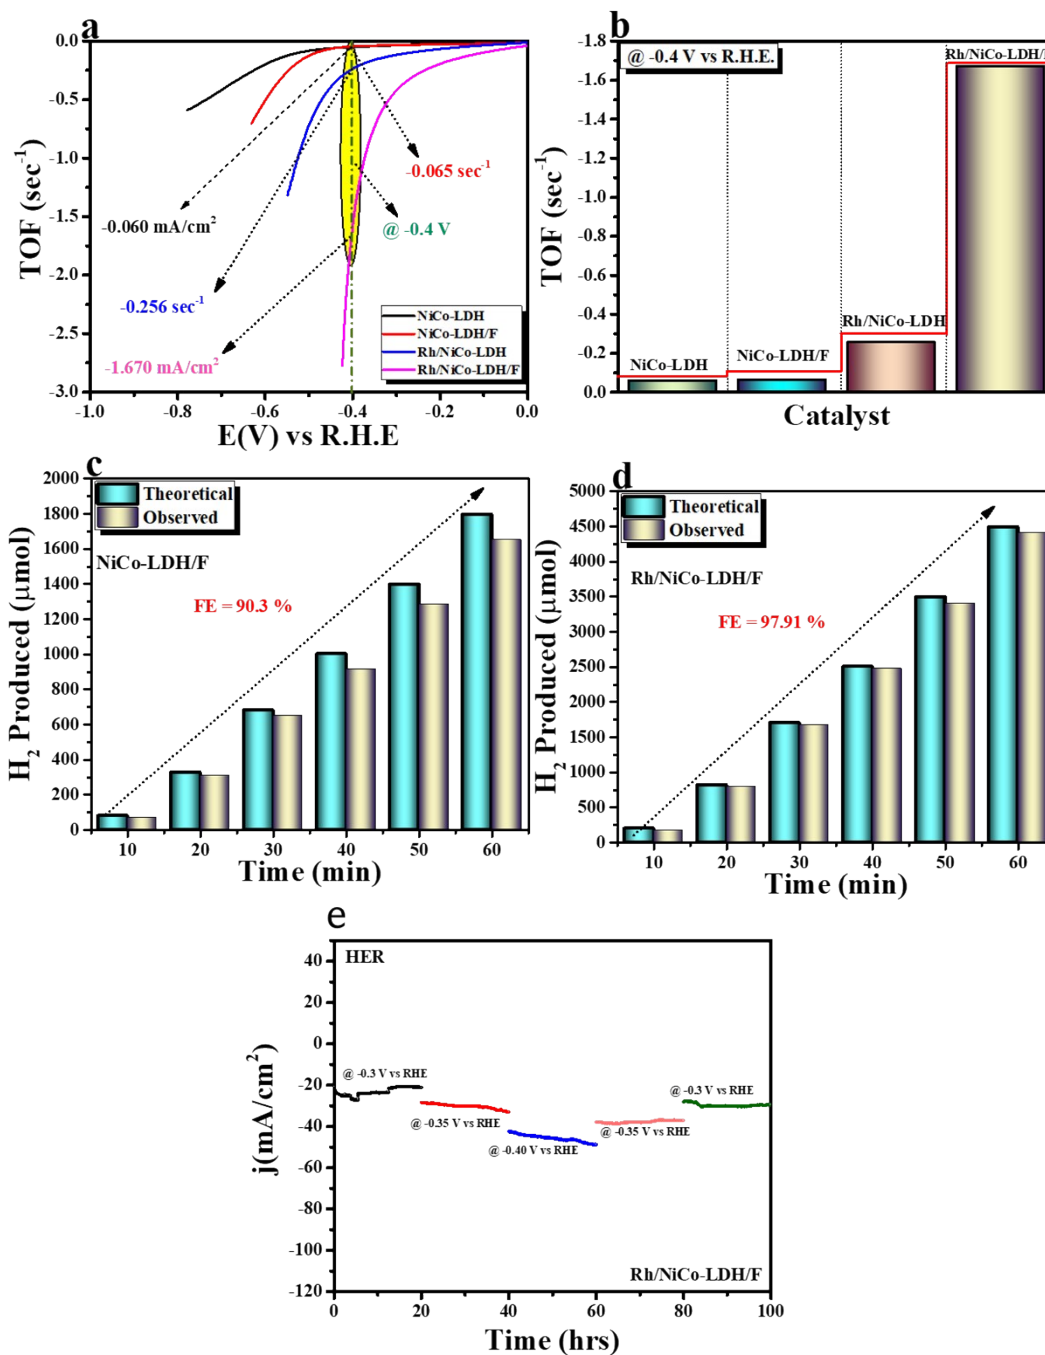 a
0.0
-0.5
-1.0
-1.5
-2.0
-2.5
-3.0
TOF (sec⁻¹)
-0.065 sec⁻¹
-0.060 mA/cm²
@ -0.4 V
-0.256 sec⁻¹
-1.670 mA/cm²
NiCo-LDH
NiCo-LDH/F
Rh/NiCo-LDH
Rh/NiCo-LDH/F
-1.0 -0.8 -0.6 -0.4 -0.2 0.0
E(V) vs R.H.E
b
-1.8
-1.6
-1.4
-1.2
-1.0
-0.8
-0.6
-0.4
-0.2
0.0
TOF (sec⁻¹)
@ -0.4 V vs R.H.E.
Rh/NiCo-LDH/F
Rh/NiCo-LDH
NiCo-LDH
NiCo-LDH/F
Catalyst
c
2000
1800
1600
1400
1200
1000
800
600
400
200
0
H₂ Produced (μmol)
Theoretical
Observed
NiCo-LDH/F
FE = 90.3 %
10 20 30 40 50 60
Time (min)
d
5000
4500
4000
3500
3000
2500
2000
1500
1000
500
0
H₂ Produced (μmol)
Theoretical
Observed
Rh/NiCo-LDH/F
FE = 97.91 %
10 20 30 40 50 60
Time (min)
e
40
20
0
-20
-40
-60
-80
-100
-120
j(mA/cm²)
HER
@ -0.3 V vs RHE
@ -0.35 V vs RHE
@ -0.40 V vs RHE
@ -0.35 V vs RHE
@ -0.3 V vs RHE
Rh/NiCo-LDH/F
0 20 40 60 80 100
Time (hrs)